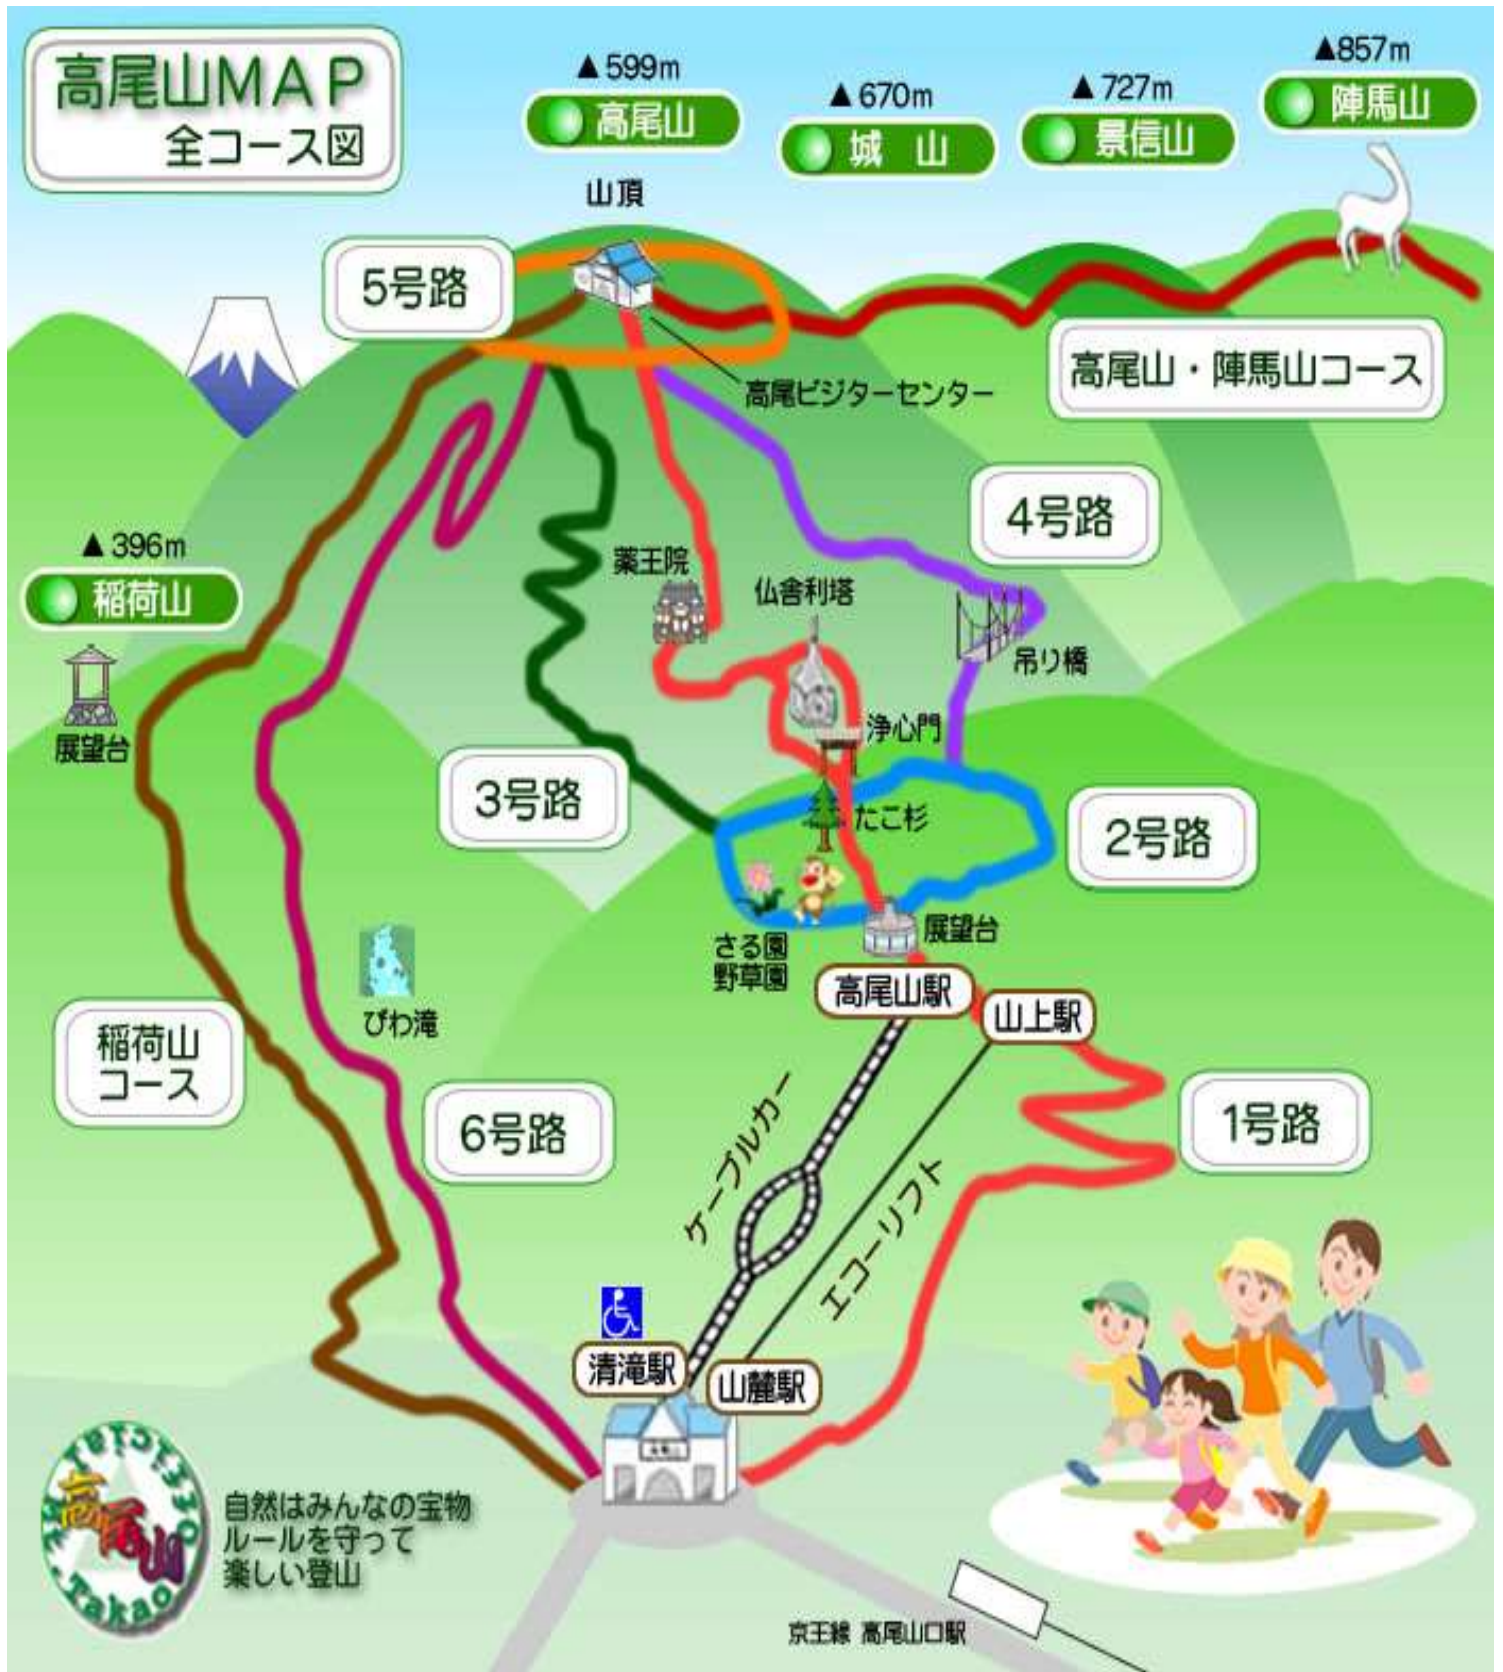 高尾山MAP
全コース図
▲599m
高尾山
▲670m
城 山
▲727m
景信山
▲857m
陣馬山
山頂
5号路
高尾山・陣馬山コース
高尾ビジターセンター
4号路
▲396m
稲荷山
展望台
薬王院
仏舎利塔
吊り橋
浄心門
3号路
たこ杉
2号路
さる園
野草園
展望台
高尾山駅
山上駅
びわ滝
稲荷山
コース
6号路
1号路
ケーブルカー
エコーリフト
清滝駅
山麓駅
高尾山
Official
Mt.Takao
自然はみんなの宝物
ルールを守って
楽しい登山
京王線 高尾山口駅